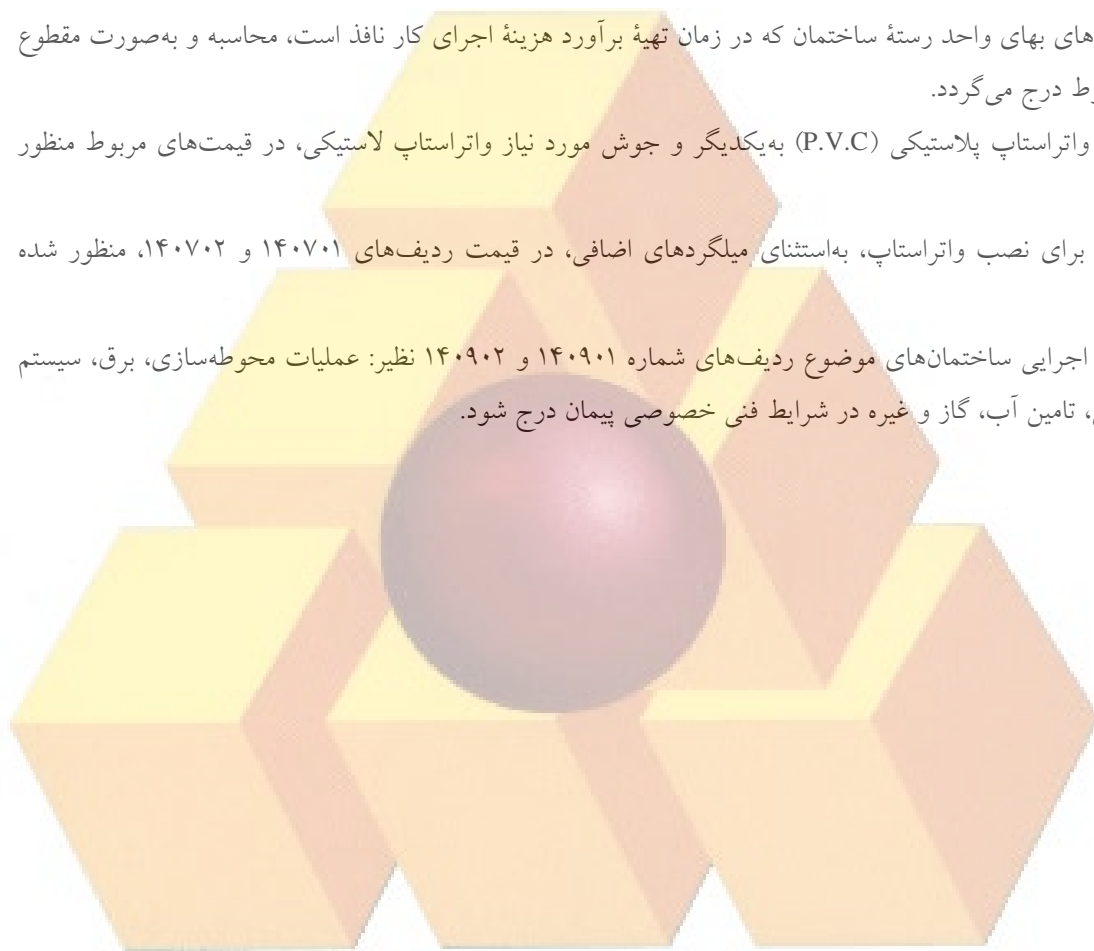 های بهای واحد رستهٔ ساختمان که در زمان تهیهٔ برآورد هزینهٔ اجرای کار نافذ است، محاسبه و به‌صورت مقطوع
وط درج می‌گردد.
واتراستاپ پلاستیکی (P.V.C) به‌یکدیگر و جوش مورد نیاز واتراستاپ لاستیکی، در قیمت‌های مربوط منظور
برای نصب واتراستاپ، به‌استثنای میلگردهای اضافی، در قیمت ردیف‌های ۱۴۰۷۰۱ و ۱۴۰۷۰۲، منظور شده
اجرایی ساختمان‌های موضوع ردیف‌های شماره ۱۴۰۹۰۱ و ۱۴۰۹۰۲ نظیر: عملیات محوطه‌سازی، برق، سیستم
، تامین آب، گاز و غیره در شرایط فنی خصوصی پیمان درج شود.